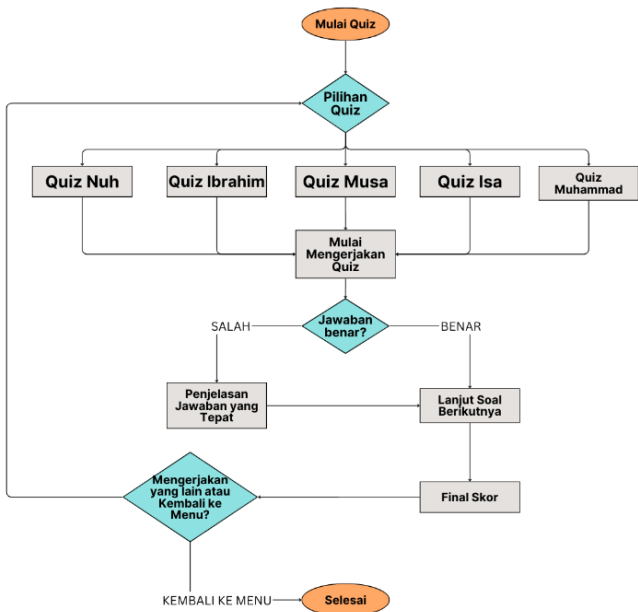 Mulai Quiz
Pilihan
Quiz
Quiz Nuh
Quiz Ibrahim
Quiz Musa
Quiz Isa
Quiz
Muhammad
Mulai
Mengerjakan
Quiz
Jawaban
benar?
SALAH
BENAR
Penjelasan
Jawaban yang
Tepat
Lanjut Soal
Berikutnya
Mengerjakan
yang lain atau
Kembali ke
Menu?
Final Skor
KEMBALI KE MENU
Selesai